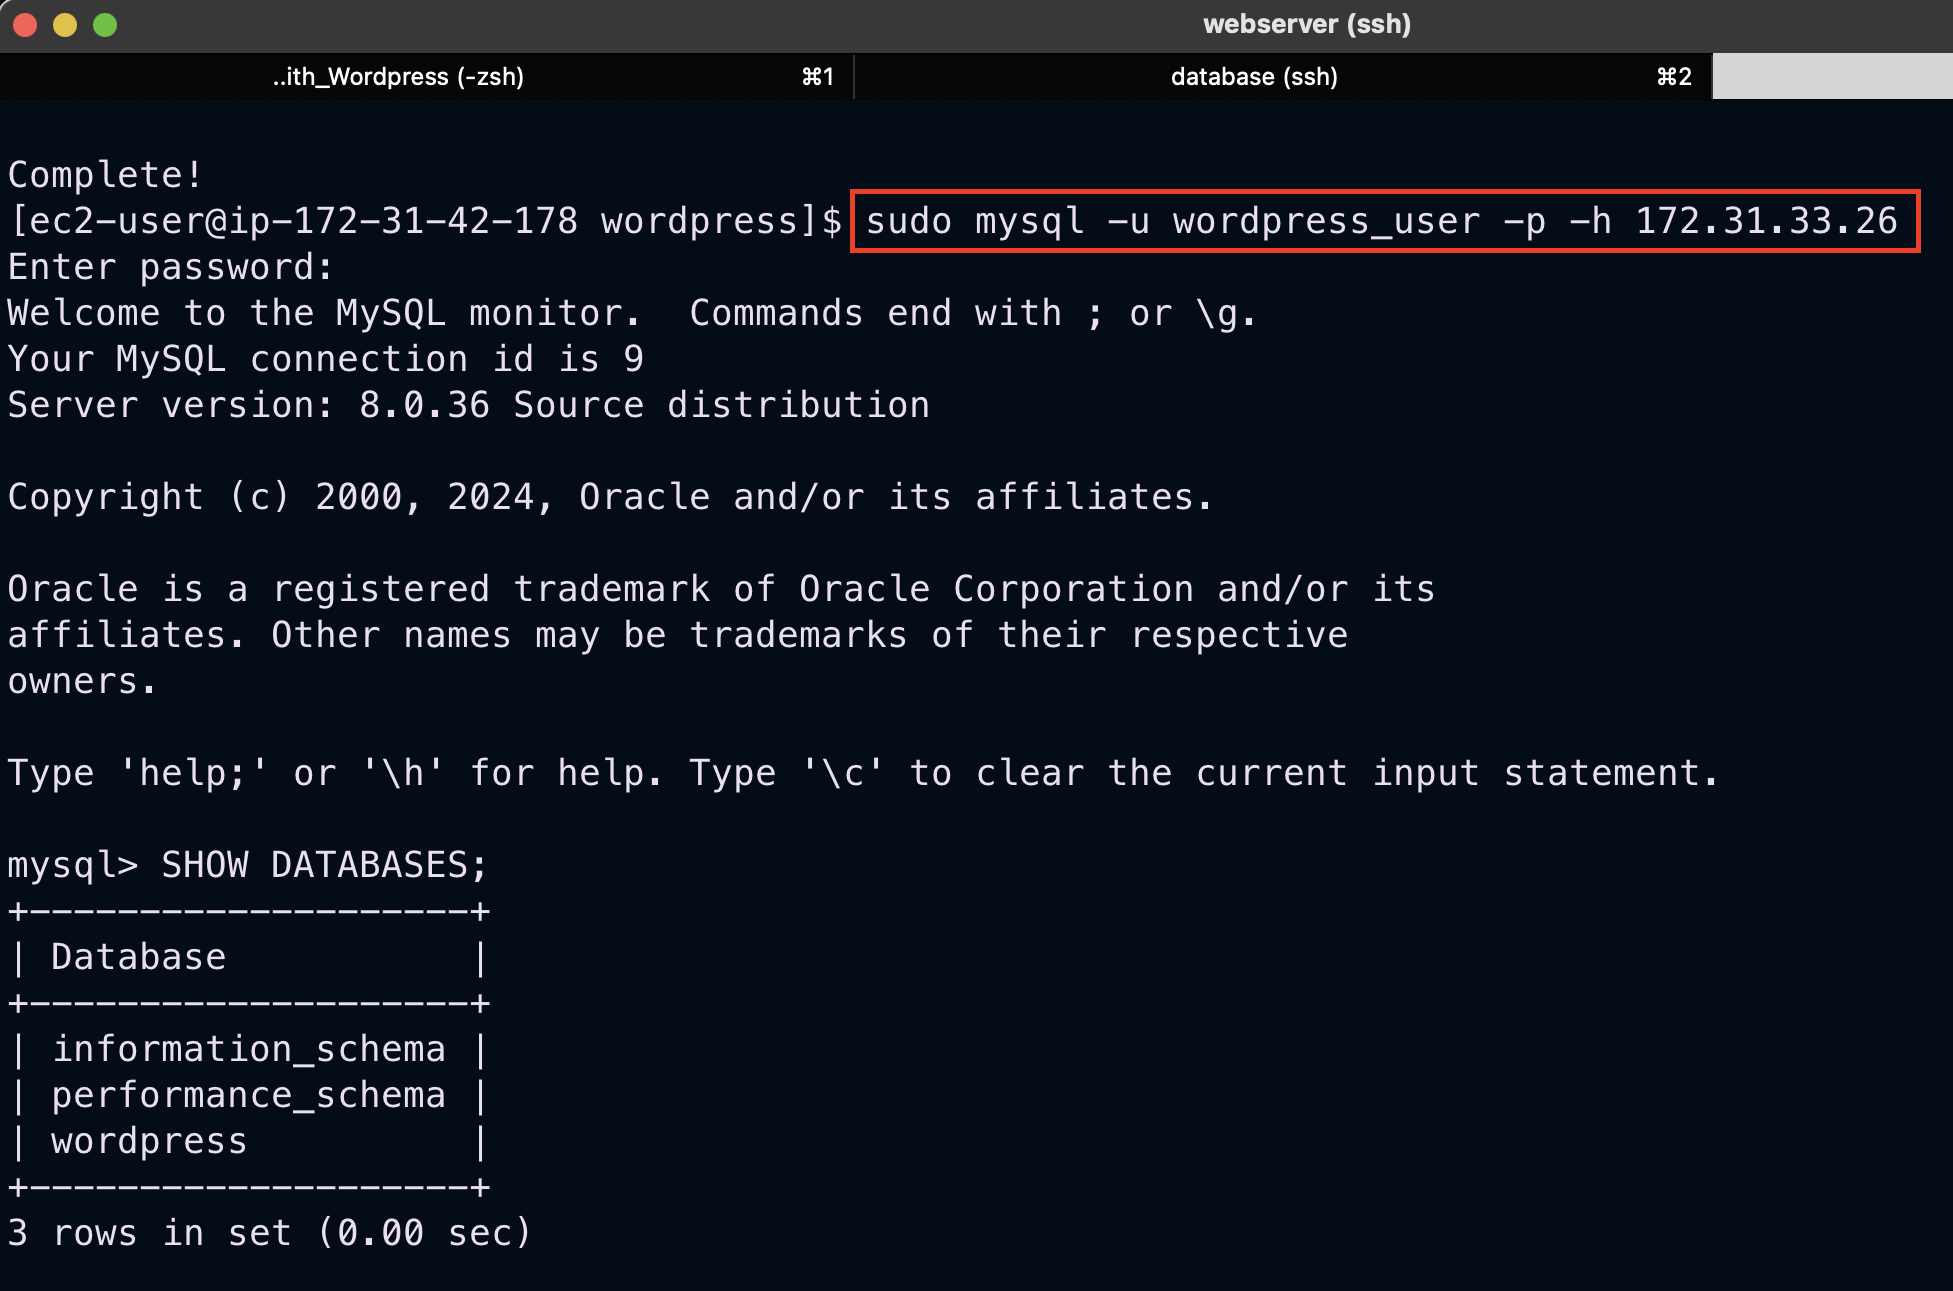 webserver (ssh)
..ith_Wordpress (-zsh) ⌘1 database (ssh) ⌘2
Complete!
[ec2-user@ip-172-31-42-178 wordpress]$ sudo mysql -u wordpress_user -p -h 172.31.33.26
Enter password:
Welcome to the MySQL monitor.  Commands end with ; or \g.
Your MySQL connection id is 9
Server version: 8.0.36 Source distribution
Copyright (c) 2000, 2024, Oracle and/or its affiliates.
Oracle is a registered trademark of Oracle Corporation and/or its
affiliates. Other names may be trademarks of their respective
owners.
Type 'help;' or '\h' for help. Type '\c' to clear the current input statement.
mysql> SHOW DATABASES;
+--------------------+
| Database           |
+--------------------+
| information_schema |
| performance_schema |
| wordpress          |
+--------------------+
3 rows in set (0.00 sec)